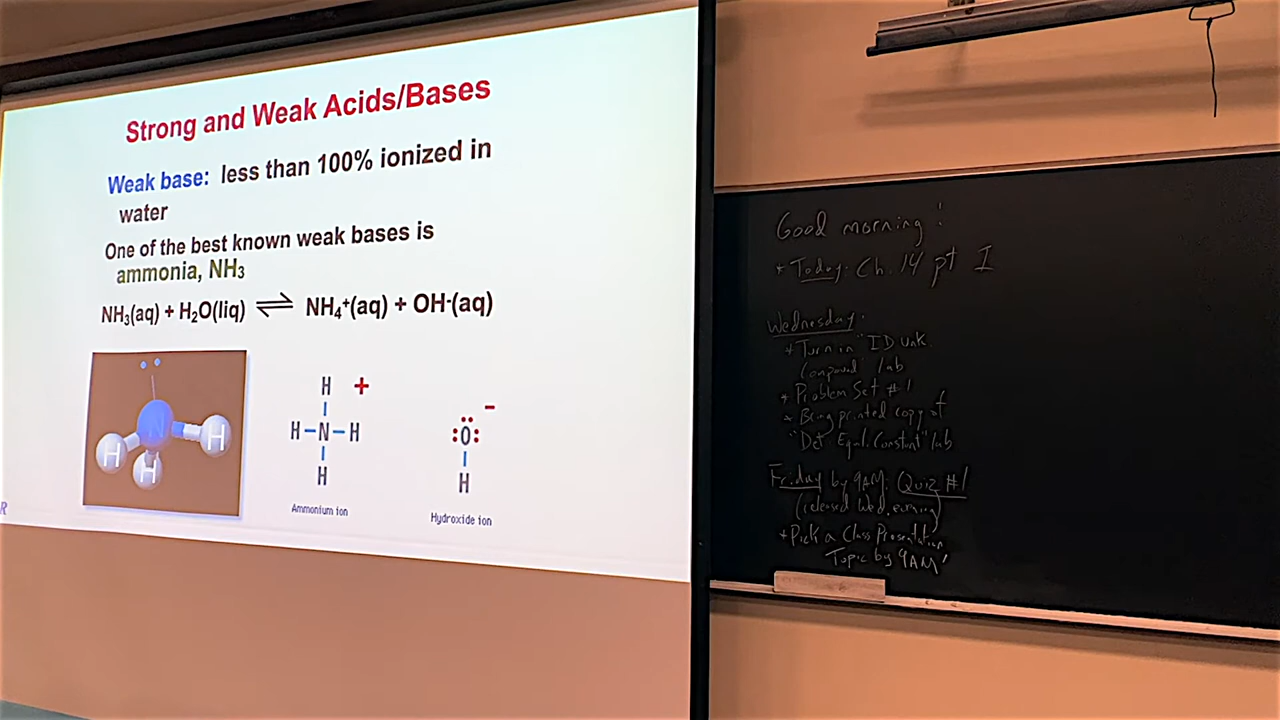 Strong and Weak Acids/Bases
Weak base: less than 100% ionized in
water
One of the best known weak bases is
ammonia, NH₃
NH₃(aq) + H₂O(liq) ⇌ NH₄⁺(aq) + OH⁻(aq)
H
H
H
H +
H–N–H
H
Ammonium ion
−
:O:
H
Hydroxide ion
R
Good morning!
* Today: Ch. 14 pt I
Wednesday:
* Turn in "ID Unk.
Compound" lab
* Problem Set #1
* Bring printed copy of
"Det Equil. Constant" lab
Friday by 9AM: Quiz #1
(released Wed.
* Pick a Class Presentation
Topic by 9AM